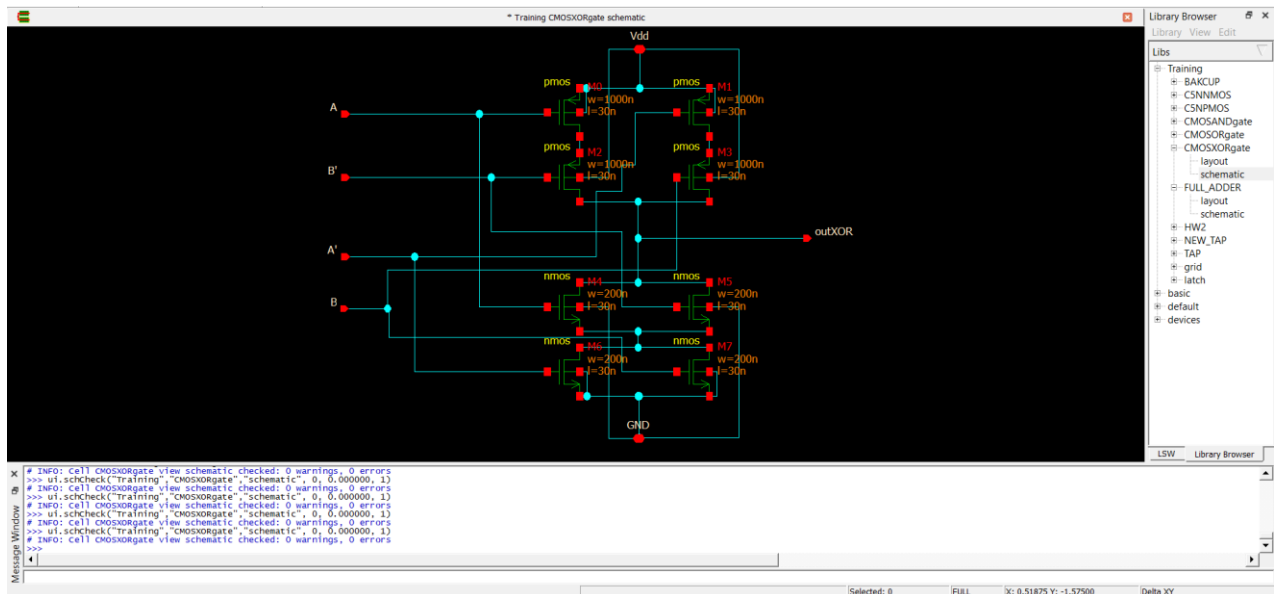 * Training CMOSXORgate schematic
Vdd
pmos M0
w=1000n
l=30n
pmos M1
w=1000n
l=30n
A
pmos M2
w=1000n
l=30n
pmos M3
w=1000n
l=30n
B'
outXOR
A'
nmos M4
w=200n
l=30n
nmos M5
w=200n
l=30n
B
nmos M6
w=200n
l=30n
nmos M7
w=200n
l=30n
GND
Library Browser
Library View Edit
Libs
Training
BAKCUP
C5NNMOS
C5NPMOS
CMOSANDgate
CMOSORgate
CMOSXORgate
layout
schematic
FULL_ADDER
layout
schematic
HW2
NEW_TAP
TAP
grid
latch
basic
default
devices
LSW Library Browser
Message Window
# INFO: Cell CMOSXORgate view schematic checked: 0 warnings, 0 errors
>>> ui.schCheck("Training","CMOSXORgate","schematic", 0, 0.000000, 1)
# INFO: Cell CMOSXORgate view schematic checked: 0 warnings, 0 errors
>>> ui.schCheck("Training","CMOSXORgate","schematic", 0, 0.000000, 1)
# INFO: Cell CMOSXORgate view schematic checked: 0 warnings, 0 errors
>>> ui.schCheck("Training","CMOSXORgate","schematic", 0, 0.000000, 1)
# INFO: Cell CMOSXORgate view schematic checked: 0 warnings, 0 errors
>>> ui.schCheck("Training","CMOSXORgate","schematic", 0, 0.000000, 1)
# INFO: Cell CMOSXORgate view schematic checked: 0 warnings, 0 errors
>>>
Selected: 0 FULL X: 0.51875 Y: -1.57500 Delta XY